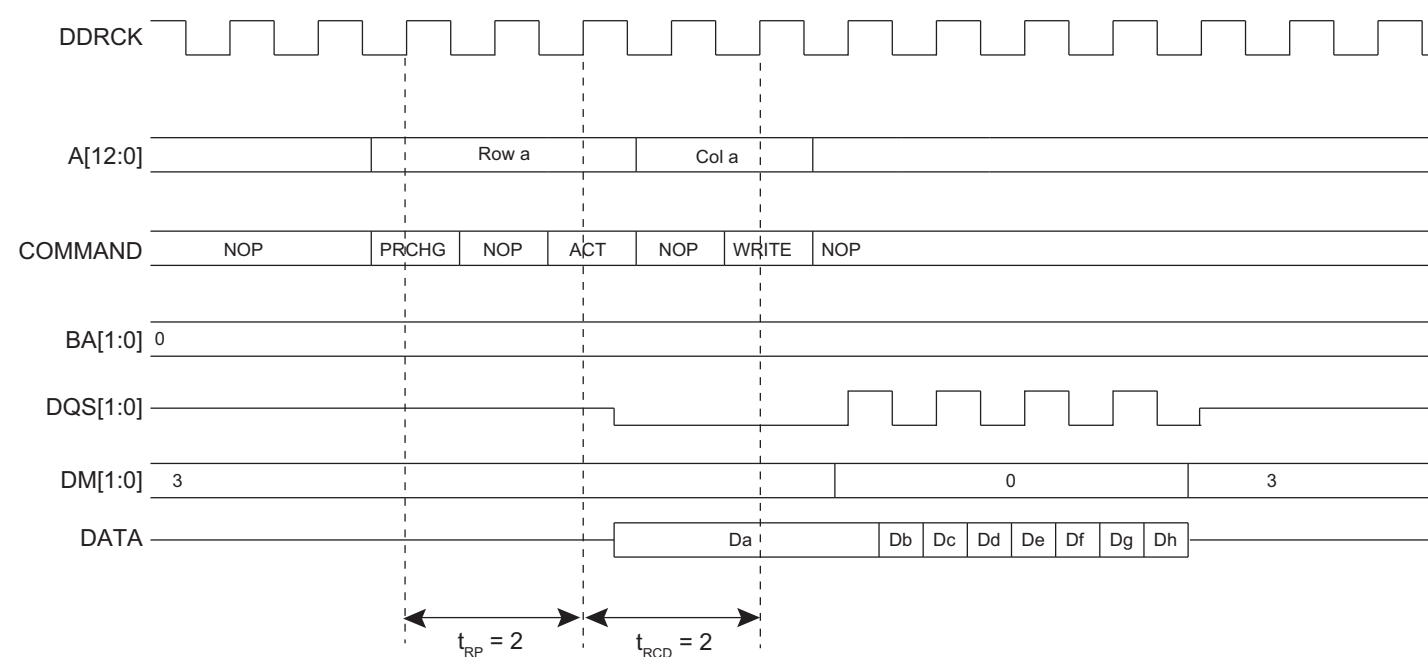 DDRCK
A[12:0] Row a Col a
COMMAND NOP PRCHG NOP ACT NOP WRITE NOP
BA[1:0] 0
DQS[1:0]
DM[1:0] 3 0 3
DATA Da Db Dc Dd De Df Dg Dh
tRP = 2 tRCD = 2